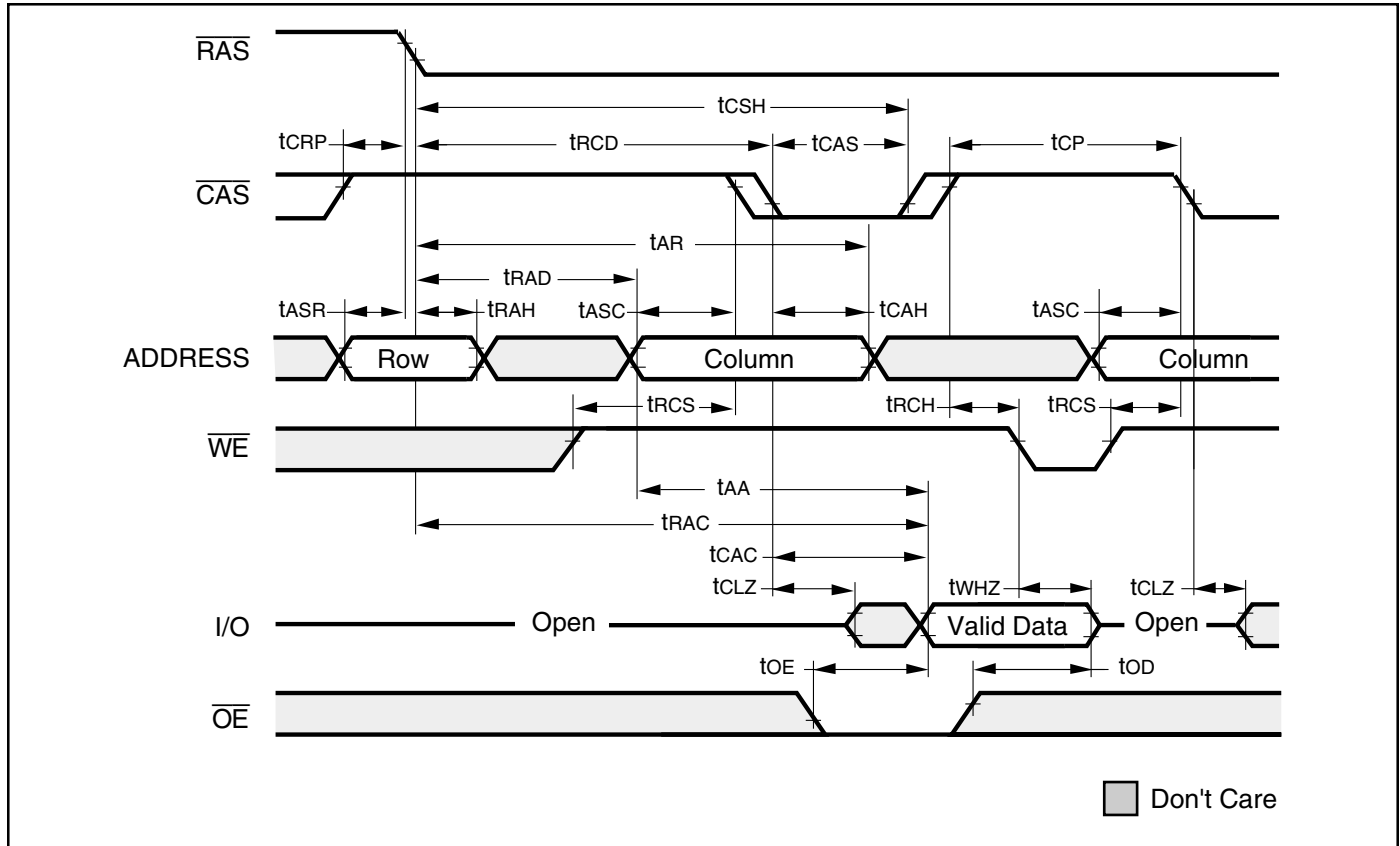 RAS
tCSH
tCRP tRCD tCAS tCP
CAS
tAR
tRAD
tASR tRAH tASC tCAH tASC
ADDRESS Row Column Column
tRCS tRCH tRCS
WE
tAA
tRAC
tCAC
tCLZ tWHZ tCLZ
I/O Open Valid Data Open
tOE tOD
OE
Don't Care